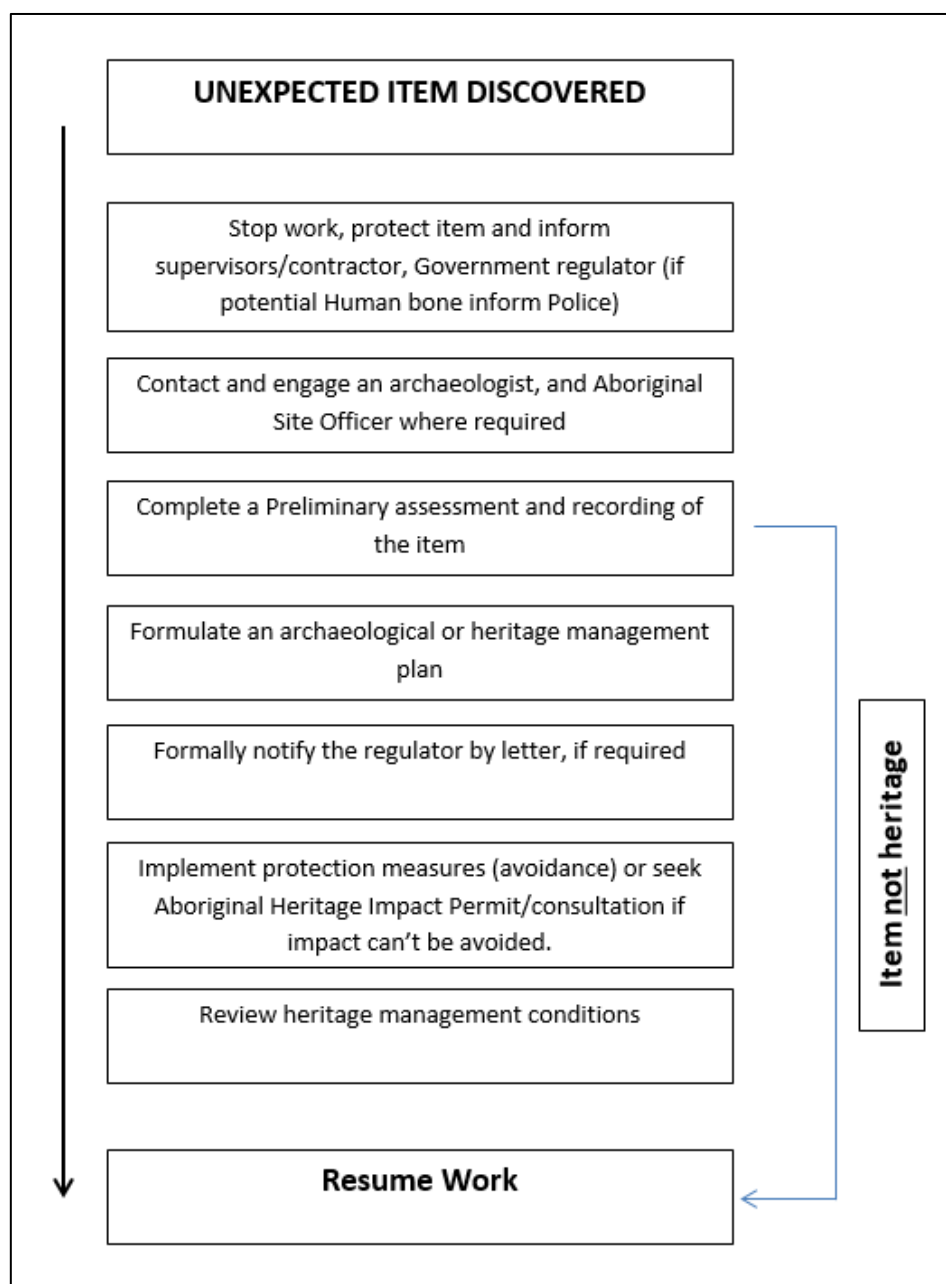 UNEXPECTED ITEM DISCOVERED
Stop work, protect item and inform
supervisors/contractor, Government regulator (if
potential Human bone inform Police)
Contact and engage an archaeologist, and Aboriginal
Site Officer where required
Complete a Preliminary assessment and recording of
the item
Formulate an archaeological or heritage management
plan
Formally notify the regulator by letter, if required
Implement protection measures (avoidance) or seek
Aboriginal Heritage Impact Permit/consultation if
impact can’t be avoided.
Review heritage management conditions
Resume Work
Item not heritage